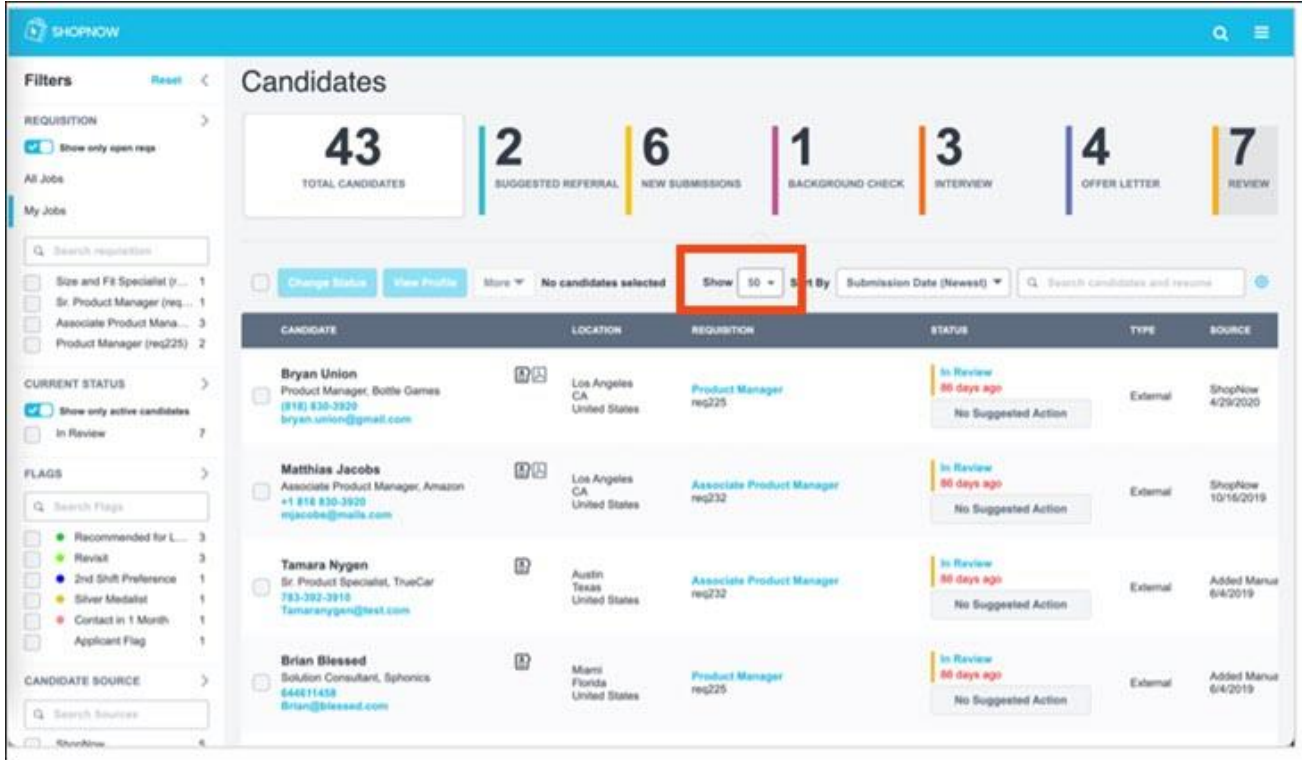 SHOPNOW
Filters
Reset
Candidates
REQUISITION
Show only open reqs
All Jobs
My Jobs
Search requisition
Size and Fit Specialist (r... 1
Sr. Product Manager (req... 1
Associate Product Mana... 3
Product Manager (req225) 2
CURRENT STATUS
Show only active candidates
In Review 7
FLAGS
Search Flags
Recommended for L... 3
Revisit 3
2nd Shift Preference 1
Silver Medalist 1
Contact in 1 Month 1
Applicant Flag 1
CANDIDATE SOURCE
Search Sources
ShopNow 5
43
TOTAL CANDIDATES
2
SUGGESTED REFERRAL
6
NEW SUBMISSIONS
1
BACKGROUND CHECK
3
INTERVIEW
4
OFFER LETTER
7
REVIEW
Change Status View Profile More No candidates selected Show 50 Sort By Submission Date (Newest) Search candidates and resume
CANDIDATE LOCATION REQUISITION STATUS TYPE SOURCE
Bryan Union
Product Manager, Bottle Games
(818) 830-3920
bryan.union@gmail.com
Los Angeles
CA
United States
Product Manager
req225
In Review
86 days ago
No Suggested Action
External
ShopNow
4/29/2020
Matthias Jacobs
Associate Product Manager, Amazon
+1 818 830-3920
mjacobs@mails.com
Los Angeles
CA
United States
Associate Product Manager
req232
In Review
86 days ago
No Suggested Action
External
ShopNow
10/16/2019
Tamara Nygen
Sr. Product Specialist, TrueCar
783-392-3910
Tamaranygen@test.com
Austin
Texas
United States
Associate Product Manager
req232
In Review
86 days ago
No Suggested Action
External
Added Manua
6/4/2019
Brian Blessed
Solution Consultant, Sphonics
644611458
Brian@blessed.com
Miami
Florida
United States
Product Manager
req225
In Review
86 days ago
No Suggested Action
External
Added Manua
6/4/2019